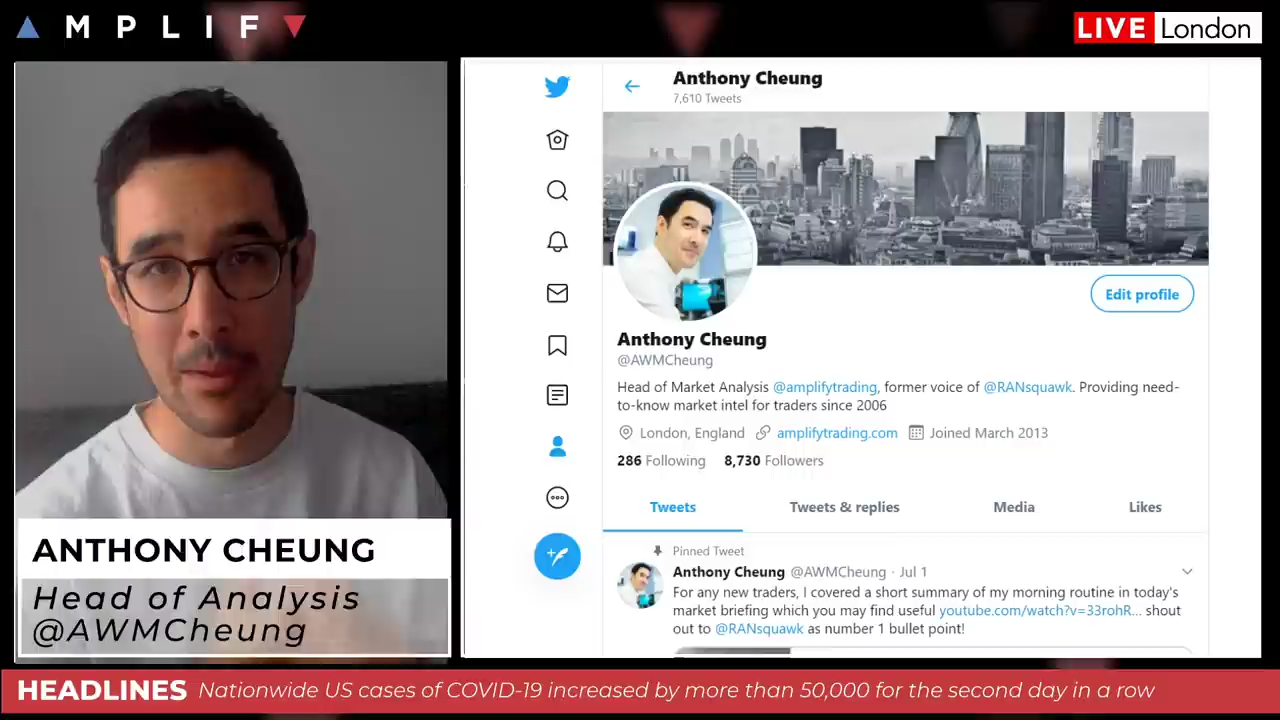 AMPLIFY
LIVE London
Anthony Cheung
7,610 Tweets
Edit profile
Anthony Cheung
@AWMCheung
Head of Market Analysis @amplifytrading, former voice of @RANsquawk. Providing need-
to-know market intel for traders since 2006
London, England amplifytrading.com Joined March 2013
286 Following 8,730 Followers
Tweets Tweets & replies Media Likes
Pinned Tweet
Anthony Cheung @AWMCheung · Jul 1
For any new traders, I covered a short summary of my morning routine in today's
market briefing which you may find useful youtube.com/watch?v=33rohR... shout
out to @RANsquawk as number 1 bullet point!
ANTHONY CHEUNG
Head of Analysis
@AWMCheung
HEADLINES Nationwide US cases of COVID-19 increased by more than 50,000 for the second day in a row